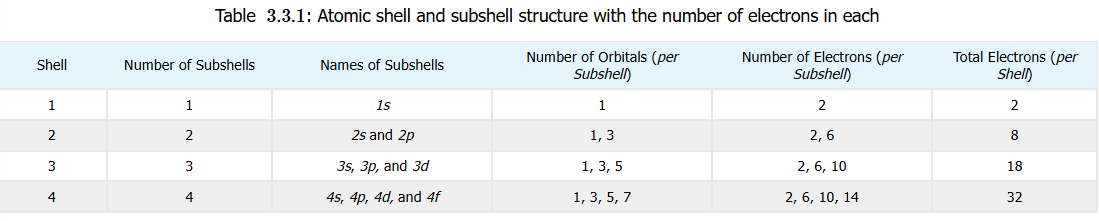 Table 3.3.1: Atomic shell and subshell structure with the number of electrons in each
Shell Number of Subshells Names of Subshells Number of Orbitals (per Subshell) Number of Electrons (per Subshell) Total Electrons (per Shell)
1 1 1s 1 2 2
2 2 2s and 2p 1, 3 2, 6 8
3 3 3s, 3p, and 3d 1, 3, 5 2, 6, 10 18
4 4 4s, 4p, 4d, and 4f 1, 3, 5, 7 2, 6, 10, 14 32